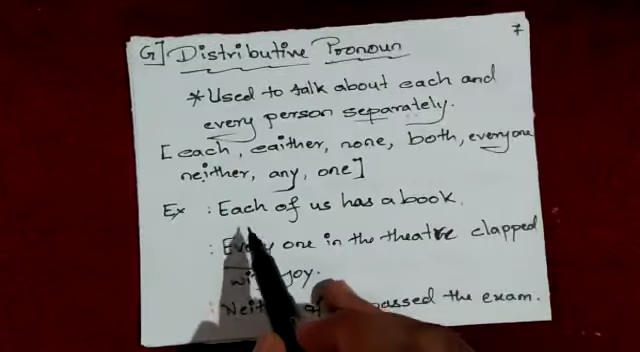 7
G] Distributive Pronoun
* Used to talk about each and
every person separately.
[each, eaither, none, both, everyone
neither, any, one]
Ex : Each of us has a book.
: Every one in the theatre clapped
joy.
: passed the exam.